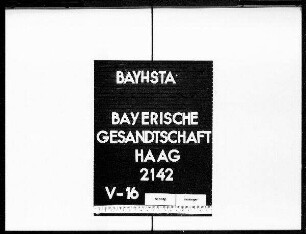 BAYHSTA
BAYERISCHE
GESANDTSCHAFT
HAAG
2142
V-16